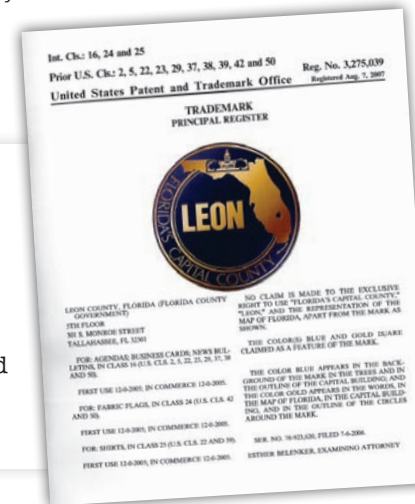 Int. Cls.: 16, 24 and 25
Prior U.S. Cls.: 2, 5, 22, 23, 29, 37, 38, 39, 42 and 50
Reg. No. 3,275,039
United States Patent and Trademark Office
Registered Aug. 7, 2007
TRADEMARK
PRINCIPAL REGISTER
LEON
FLORIDA'S CAPITAL COUNTY
LEON COUNTY, FLORIDA (FLORIDA COUNTY
GOVERNMENT)
5TH FLOOR
301 S. MONROE STREET
TALLAHASSEE, FL 32301
FOR: AGENDAS; BUSINESS CARDS; NEWS BUL-
LETING, IN CLASS 16 (U.S. CLS. 2, 5, 22, 23, 29, 37, 38
AND 50).
FIRST USE 12-0-2005; IN COMMERCE 12-0-2005.
FOR: FABRIC FLAGS, IN CLASS 24 (U.S. CLS. 42
AND 50).
FIRST USE 12-0-2005; IN COMMERCE 12-0-2005.
FOR: SHIRTS, IN CLASS 25 (U.S. CLS. 22 AND 39).
FIRST USE 12-0-2005; IN COMMERCE 12-0-2005.
NO CLAIM IS MADE TO THE EXCLUSIVE
RIGHT TO USE "FLORIDA'S CAPITAL COUNTY,"
"LEON," AND THE REPRESENTATION OF THE
MAP OF FLORIDA, APART FROM THE MARK AS
SHOWN.
THE COLOR(S) BLUE AND GOLD IS/ARE
CLAIMED AS A FEATURE OF THE MARK.
THE COLOR BLUE APPEARS IN THE BACK-
GROUND OF THE MARK IN THE TREES AND IN
THE OUTLINE OF THE CAPITAL BUILDING; AND
THE COLOR GOLD APPEARS IN THE WORDS, IN
THE MAP OF FLORIDA, IN THE CAPITAL BUILD-
ING, AND IN THE OUTLINE OF THE CIRCLES
AROUND THE MARK.
SER. NO. 76-923,620, FILED 7-6-2006.
ESTHER BELENKER, EXAMINING ATTORNEY